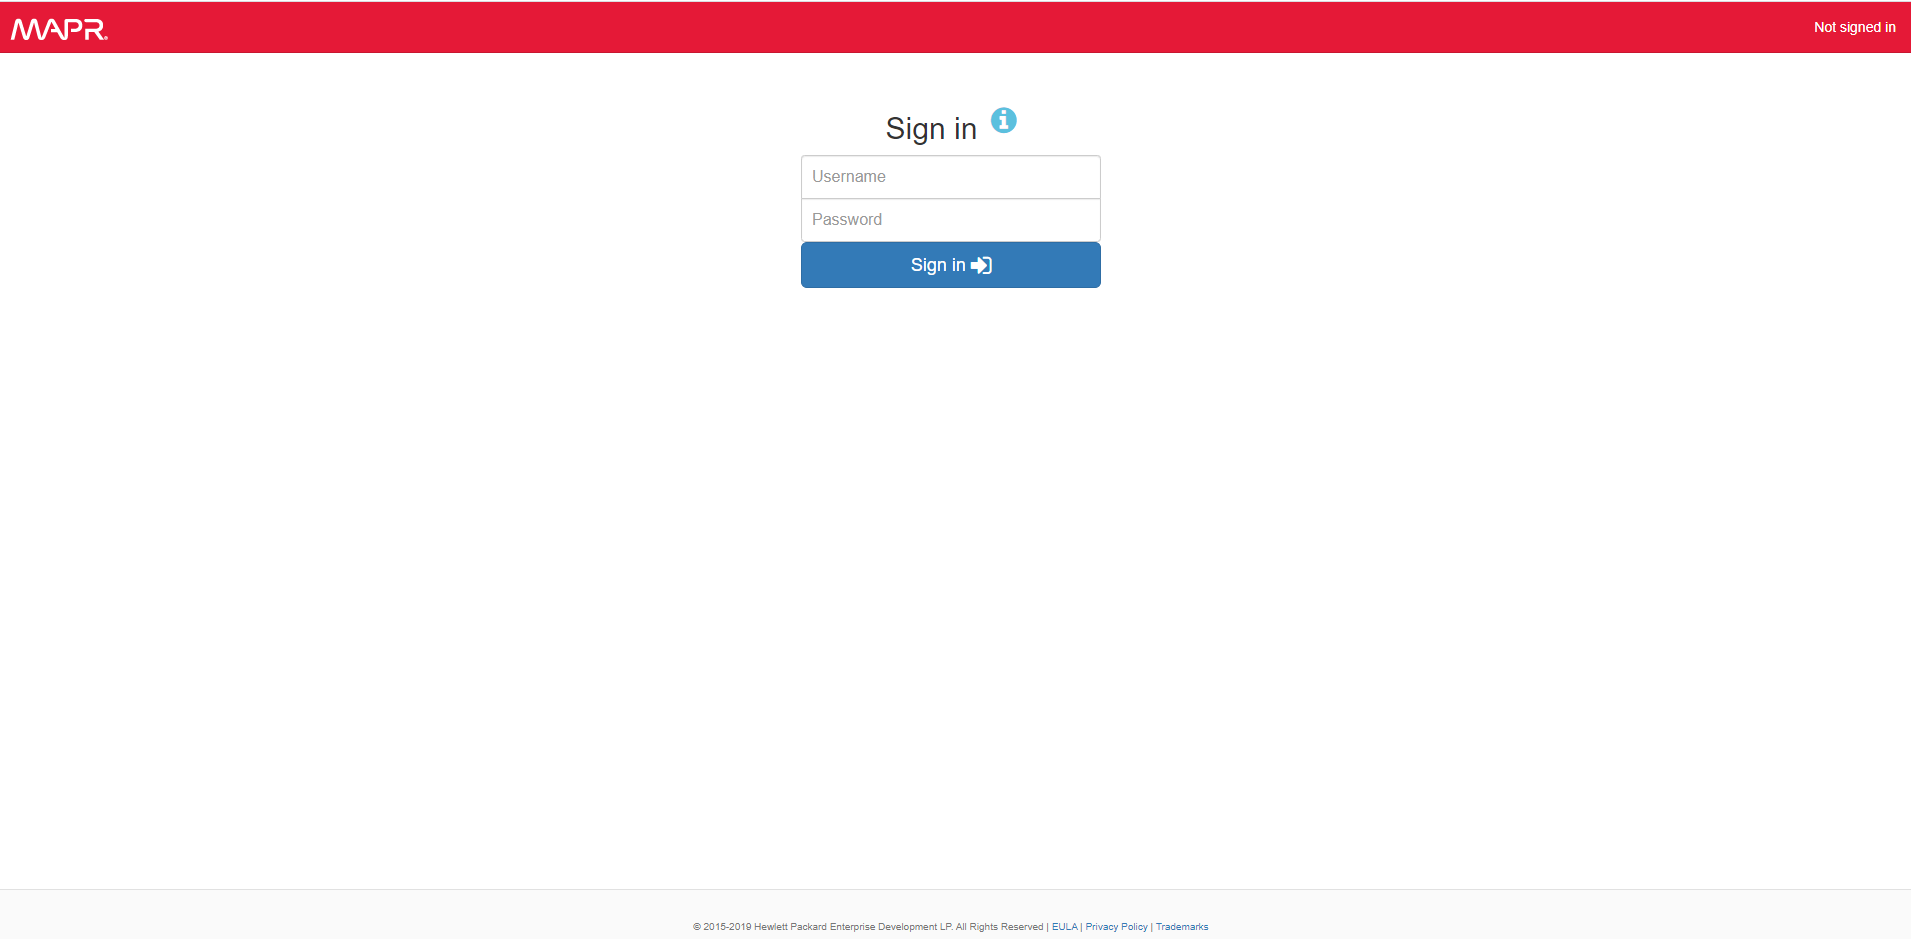 MAPR
Not signed in
Sign in
Username
Password
Sign in
© 2015-2019 Hewlett Packard Enterprise Development LP. All Rights Reserved | EULA | Privacy Policy | Trademarks